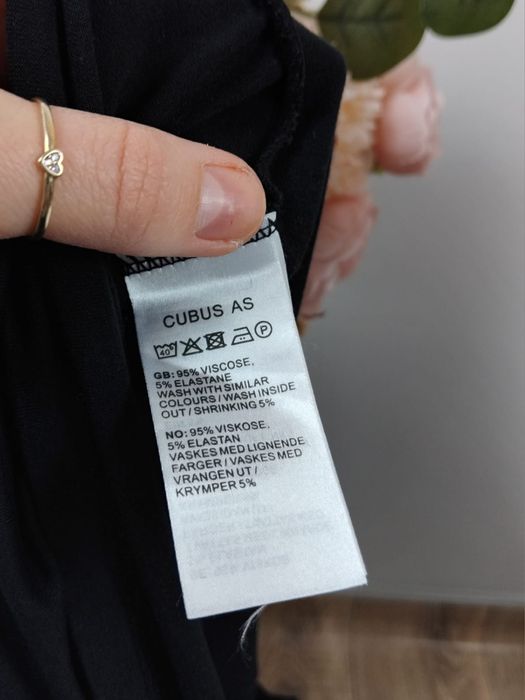 CUBUS AS
40°
P
GB: 95% VISCOSE,
5% ELASTANE
WASH WITH SIMILAR
COLOURS / WASH INSIDE
OUT / SHRINKING 5%
NO: 95% VISKOSE,
5% ELASTAN
VASKES MED LIGNENDE
FARGER / VASKES MED
VRANGEN UT /
KRYMPER 5%